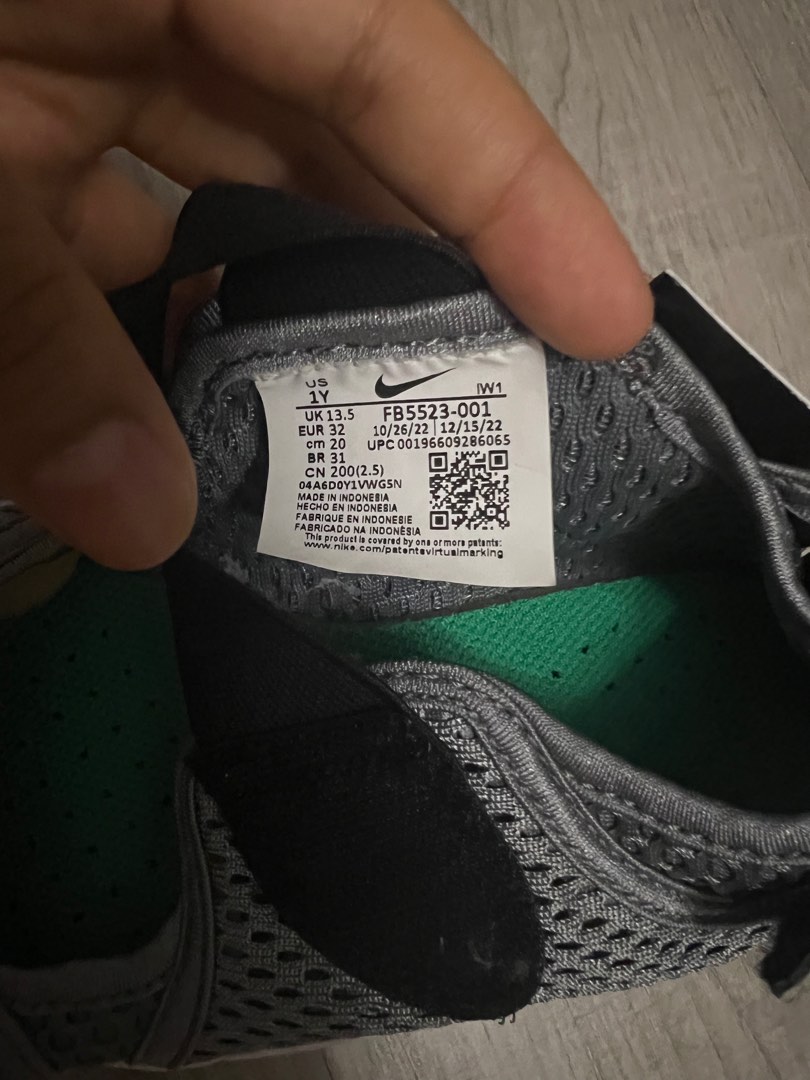 US
1Y IW1
UK 13.5 FB5523-001
EUR 32 10/26/22 | 12/15/22
cm 20 UPC 00196609286065
BR 31
CN 200(2.5)
04A6D0Y1VWG5N
MADE IN INDONESIA
HECHO EN INDONESIA
FABRIQUE EN INDONESIE
FABRICADO NA INDONÉSIA
This product is covered by one or more patents:
www.nike.com/patentsvirtualmarking